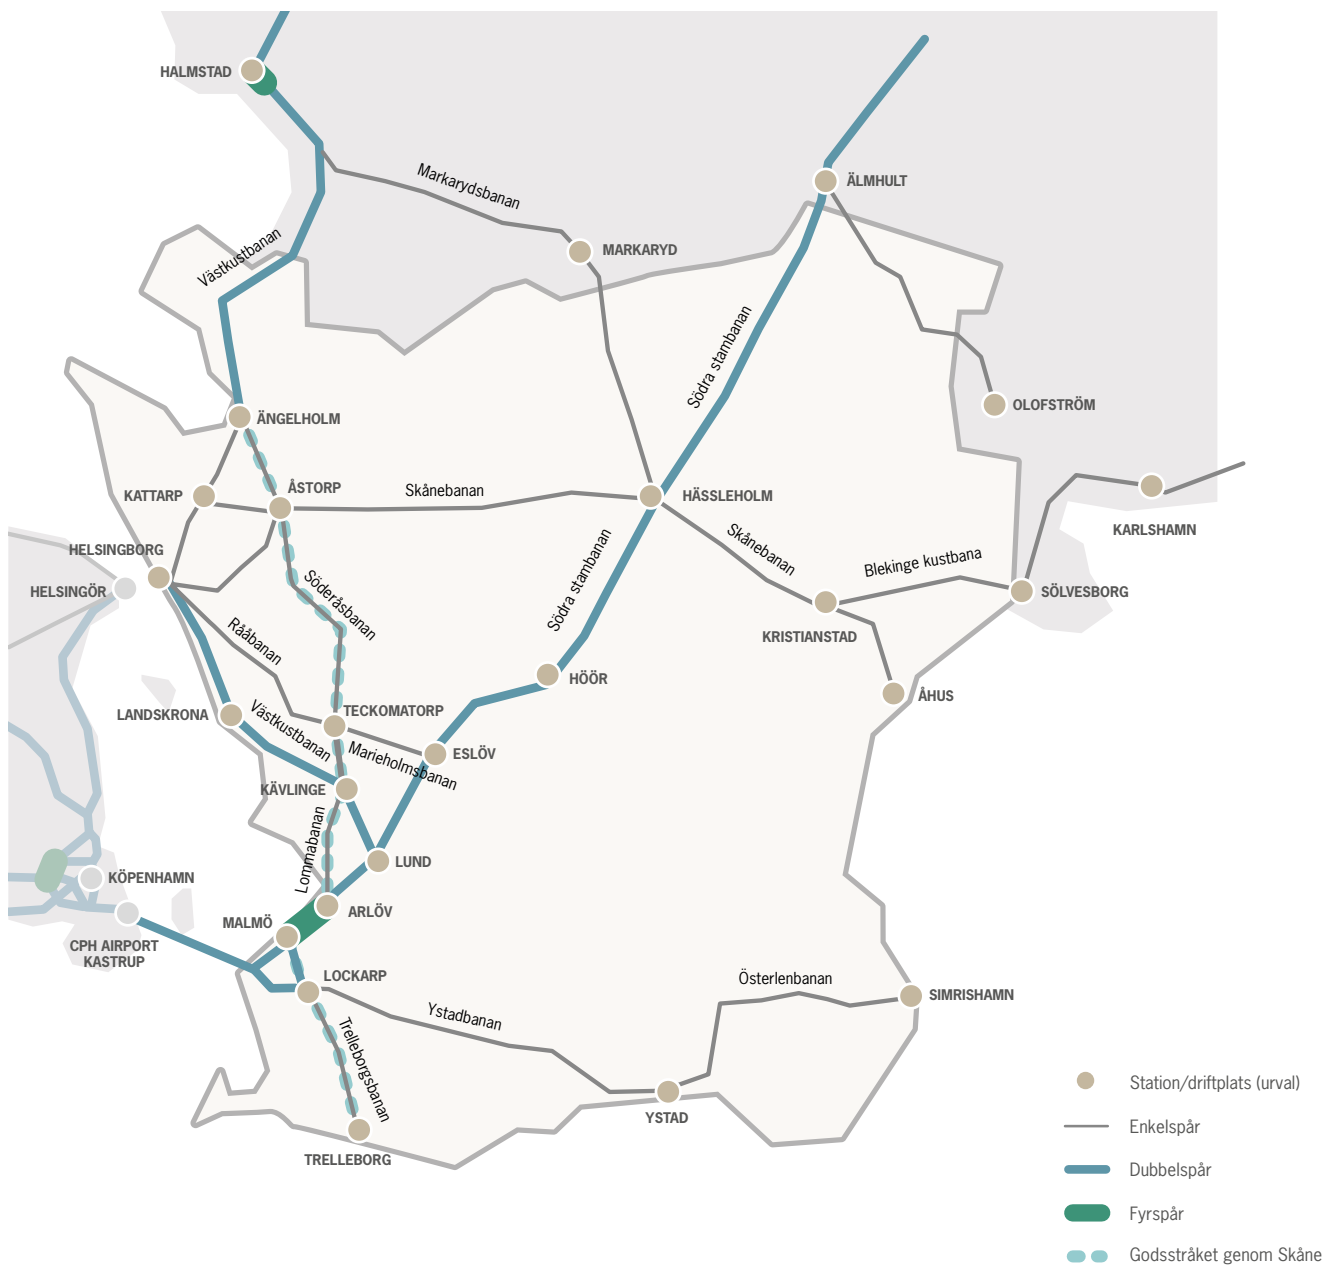 HALMSTAD
Markarydsbanan
ÄLMHULT
MARKARYD
Västkustbanan
Södra stambanan
OLOFSTRÖM
ÄNGELHOLM
KATTARP
ÅSTORP
Skånebanan
HÄSSLEHOLM
KARLSHAMN
HELSINGBORG
HELSINGÖR
Söderåsbanan
Södra stambanan
Skånebanan
Blekinge kustbana
SÖLVESBORG
KRISTIANSTAD
Rååbanan
HÖÖR
ÅHUS
LANDSKRONA
Västkustbanan
TECKOMATORP
Marieholmsbanan
ESLÖV
KÄVLINGE
Lommabanan
LUND
KÖPENHAMN
ARLÖV
MALMÖ
CPH AIRPORT
KASTRUP
LOCKARP
Österlenbanan
SIMRISHAMN
Ystadbanan
Trelleborgsbanan
YSTAD
TRELLEBORG
Station/driftplats (urval)
Enkelspår
Dubbelspår
Fyrspår
Godsstråket genom Skåne